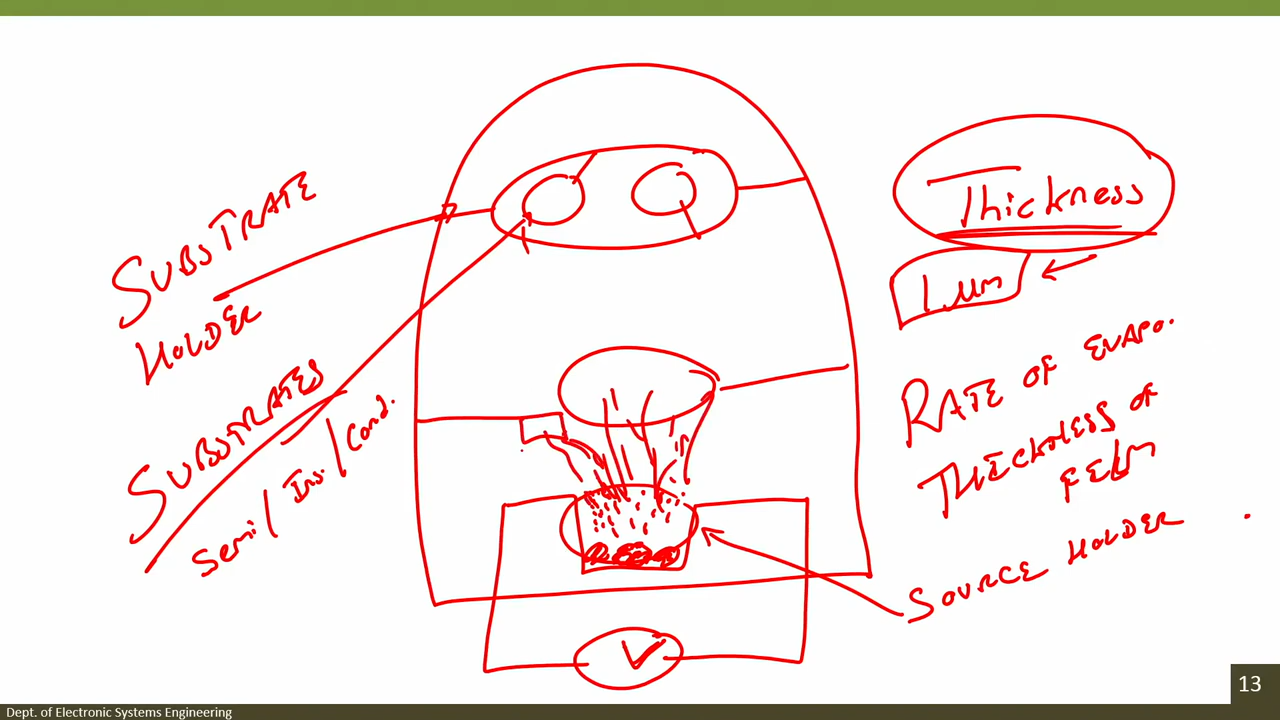 SUBSTRATE
HOLDER
SUBSTRATES
Semi/ Ins/ Cond.
Thickness
1 μm
RATE OF EVAPO.
THICKNESS OF
FILM
SOURCE HOLDER
V
13
Dept. of Electronic Systems Engineering